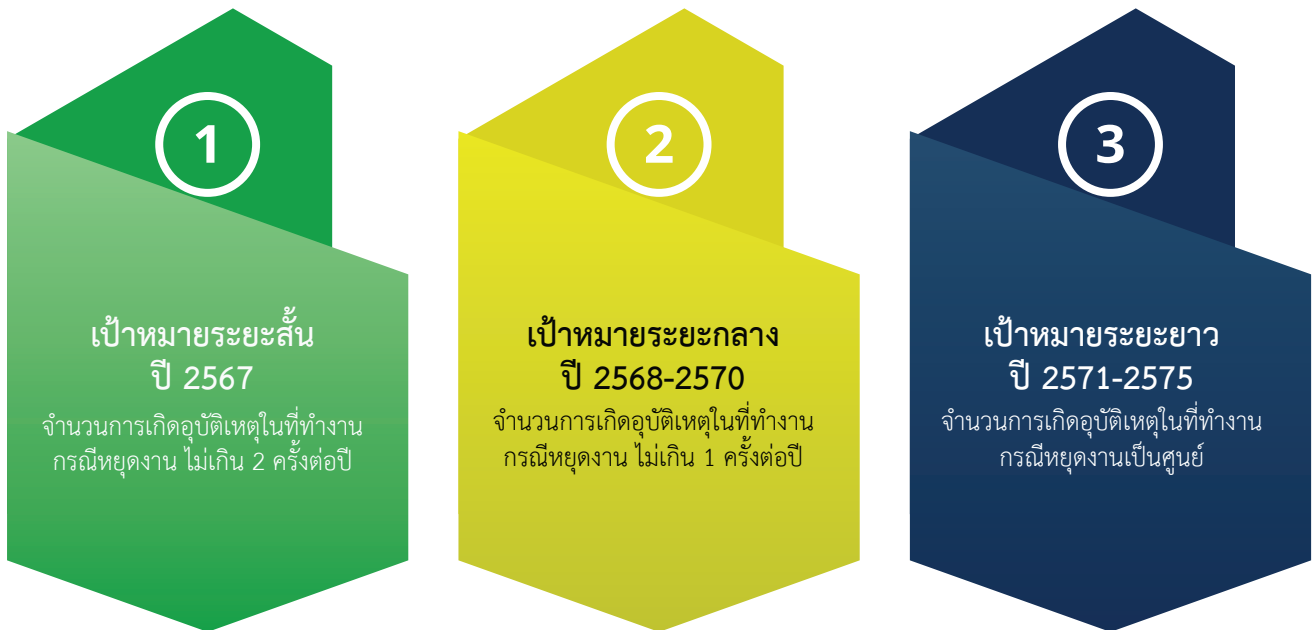 1
เป้าหมายระยะสั้น
ปี 2567
จำนวนการเกิดอุบัติเหตุในที่ทำงาน
กรณีหยุดงาน ไม่เกิน 2 ครั้งต่อปี
2
เป้าหมายระยะกลาง
ปี 2568-2570
จำนวนการเกิดอุบัติเหตุในที่ทำงาน
กรณีหยุดงาน ไม่เกิน 1 ครั้งต่อปี
3
เป้าหมายระยะยาว
ปี 2571-2575
จำนวนการเกิดอุบัติเหตุในที่ทำงาน
กรณีหยุดงานเป็นศูนย์